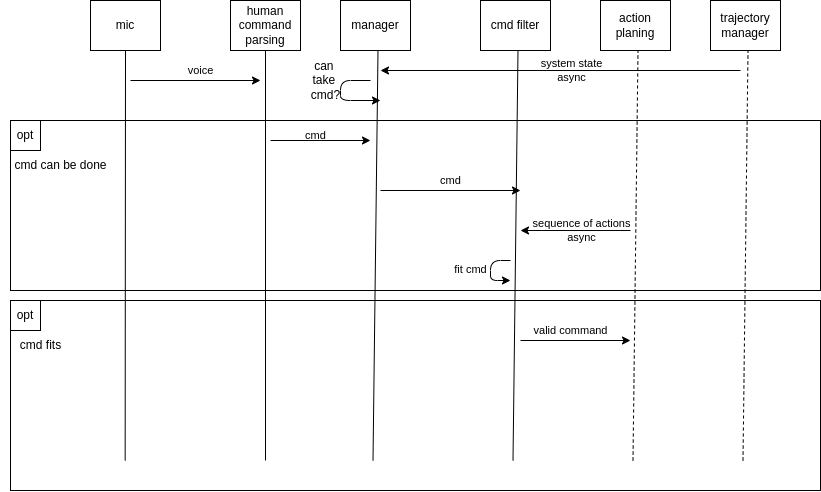 mic
human
command
parsing
manager
cmd filter
action
planing
trajectory
manager
voice
can
take
cmd?
system state
async
opt
cmd can be done
cmd
cmd
sequence of actions
async
fit cmd
opt
cmd fits
valid command